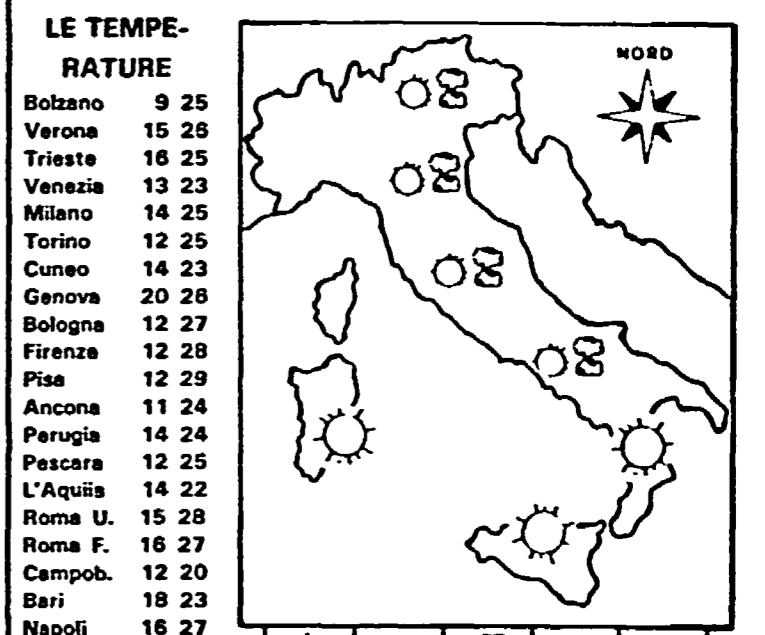 LE TEMPE-
RATURE
Bolzano 9 25
Verona 15 26
Trieste 16 25
Venezia 13 23
Milano 14 25
Torino 12 25
Cuneo 14 23
Genova 20 26
Bologna 12 27
Firenze 12 28
Pisa 12 29
Ancona 11 24
Perugia 14 24
Pescara 12 25
L'Aquila 14 22
Roma U. 15 28
Roma F. 16 27
Campob. 12 20
Bari 18 23
Napoli 16 27
NORD